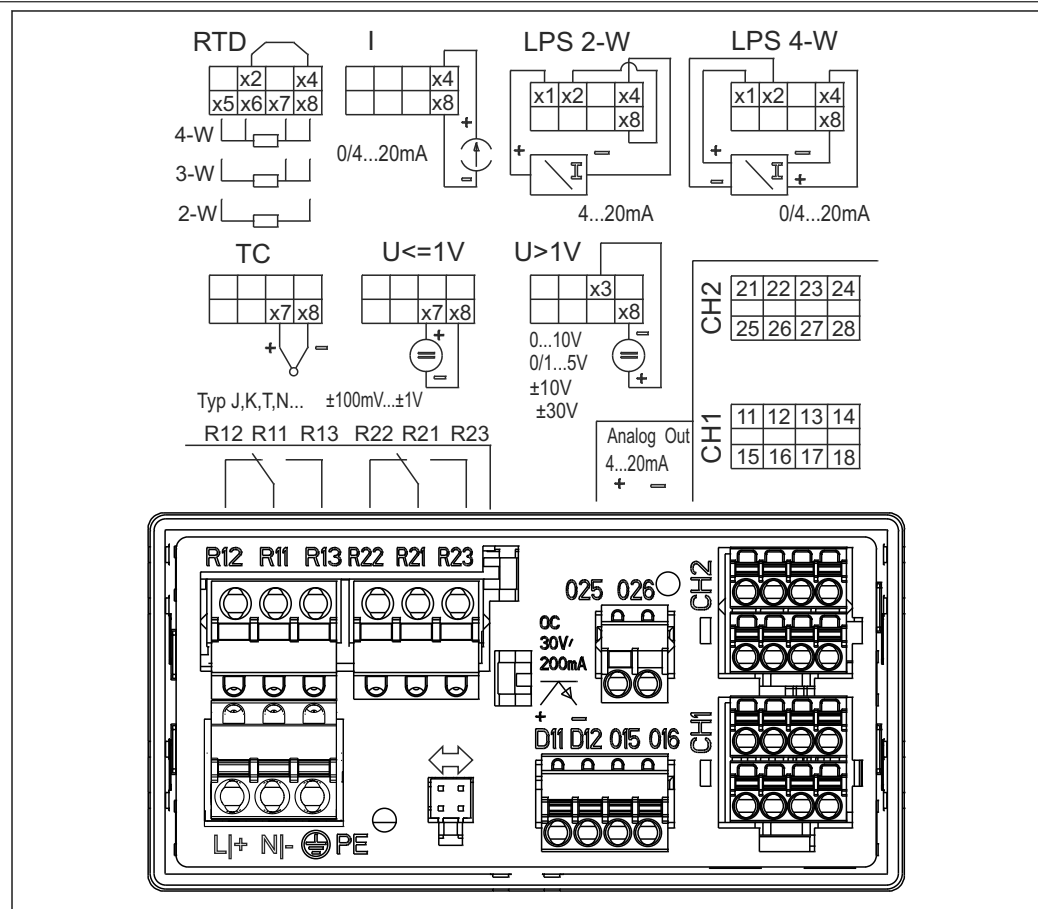 RTD I LPS 2-W LPS 4-W
x2 x4
x5 x6 x7 x8
x4
x8
x1 x2 x4
x8
x1 x2 x4
x8
4-W
3-W
2-W
0/4...20mA
+
-
+ -
I
4...20mA
+ -
- I +
0/4...20mA
TC U<=1V U>1V
x7 x8
+ -
Typ J,K,T,N...
x7 x8
+
=
-
±100mV...±1V
x3
x8
-
=
+
0...10V
0/1...5V
±10V
±30V
CH2
21 22 23 24
25 26 27 28
CH1
11 12 13 14
15 16 17 18
R12 R11 R13 R22 R21 R23
Analog Out
4...20mA
+ -
R12 R11 R13 R22 R21 R23
O25 O26
CH2
OC
30V
200mA
+ -
D11 D12 O15 O16
CH1
L|+ N|- PE